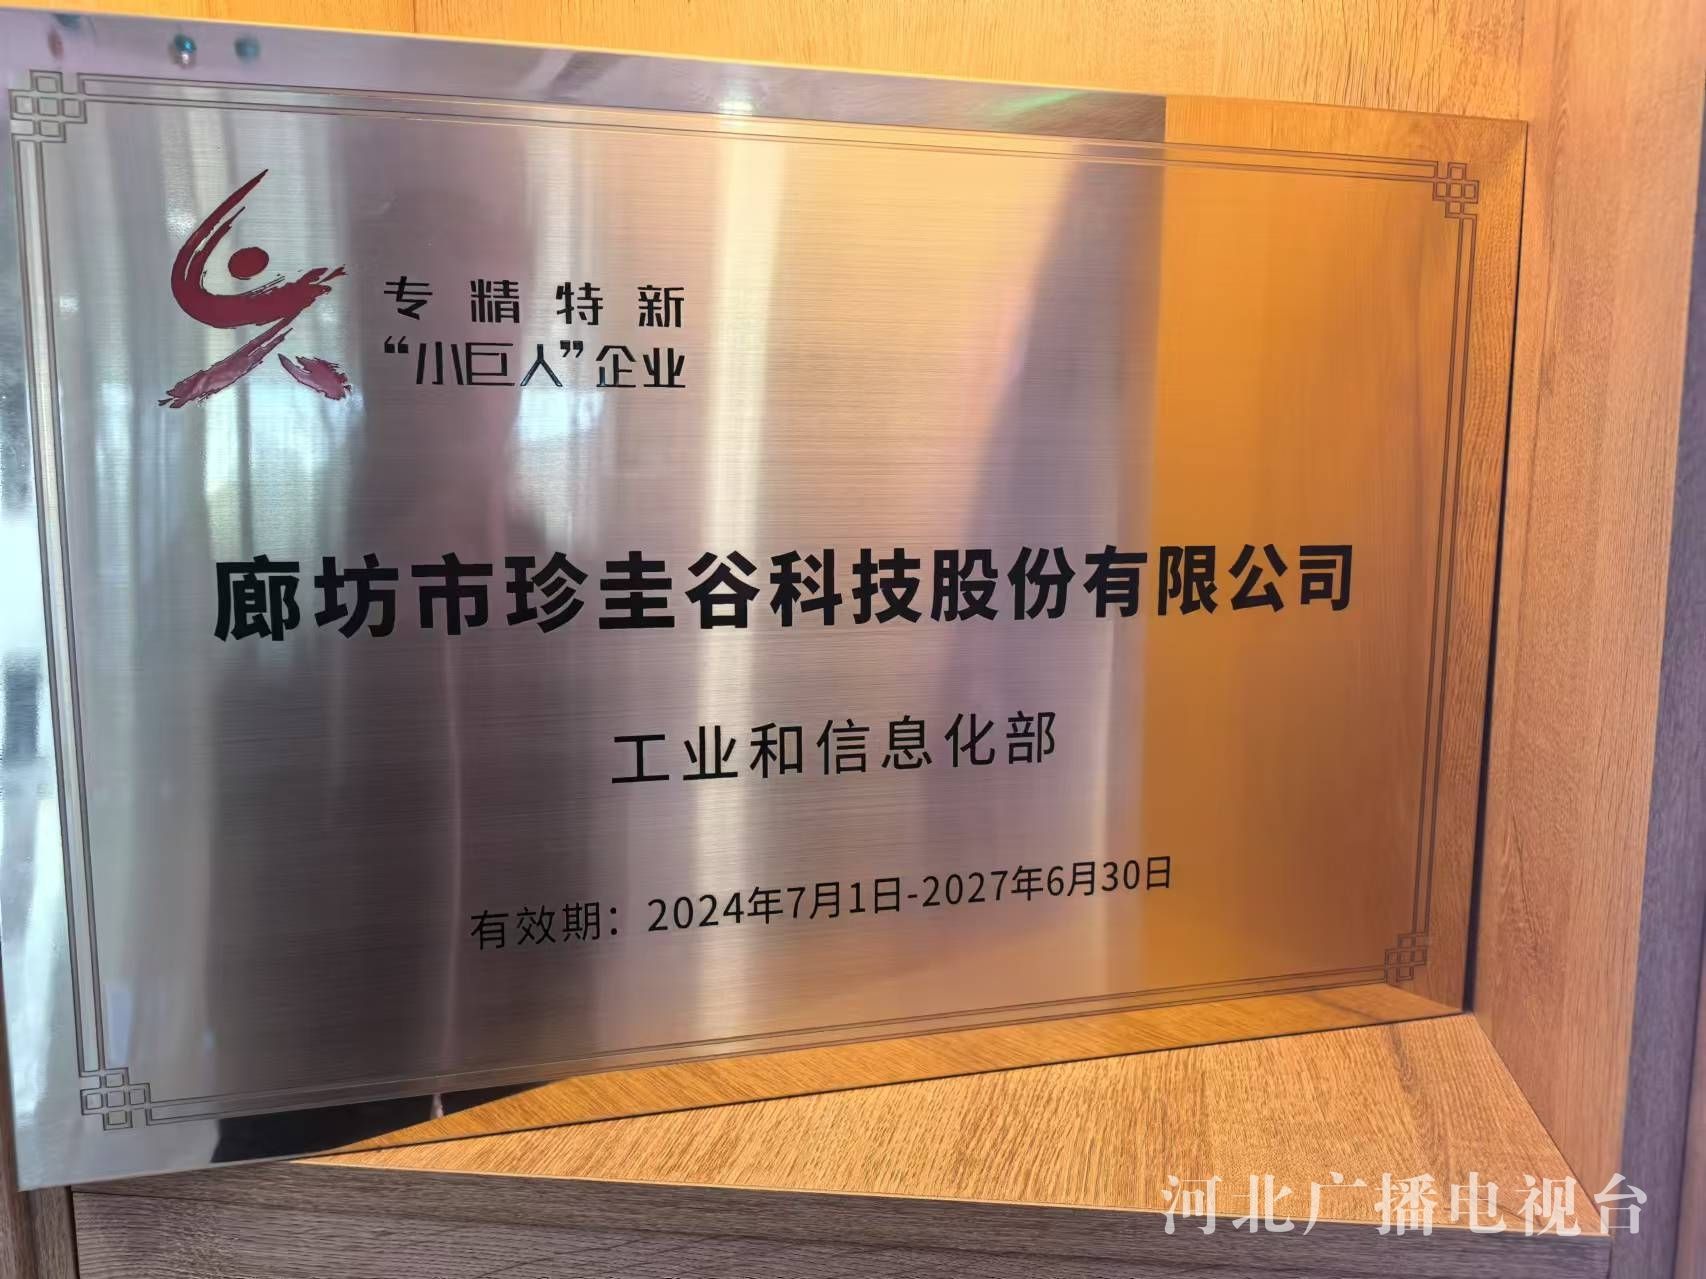 专精特新
“小巨人”企业
廊坊市珍圭谷科技股份有限公司
工业和信息化部
有效期：2024年7月1日-2027年6月30日
河北广播电视台